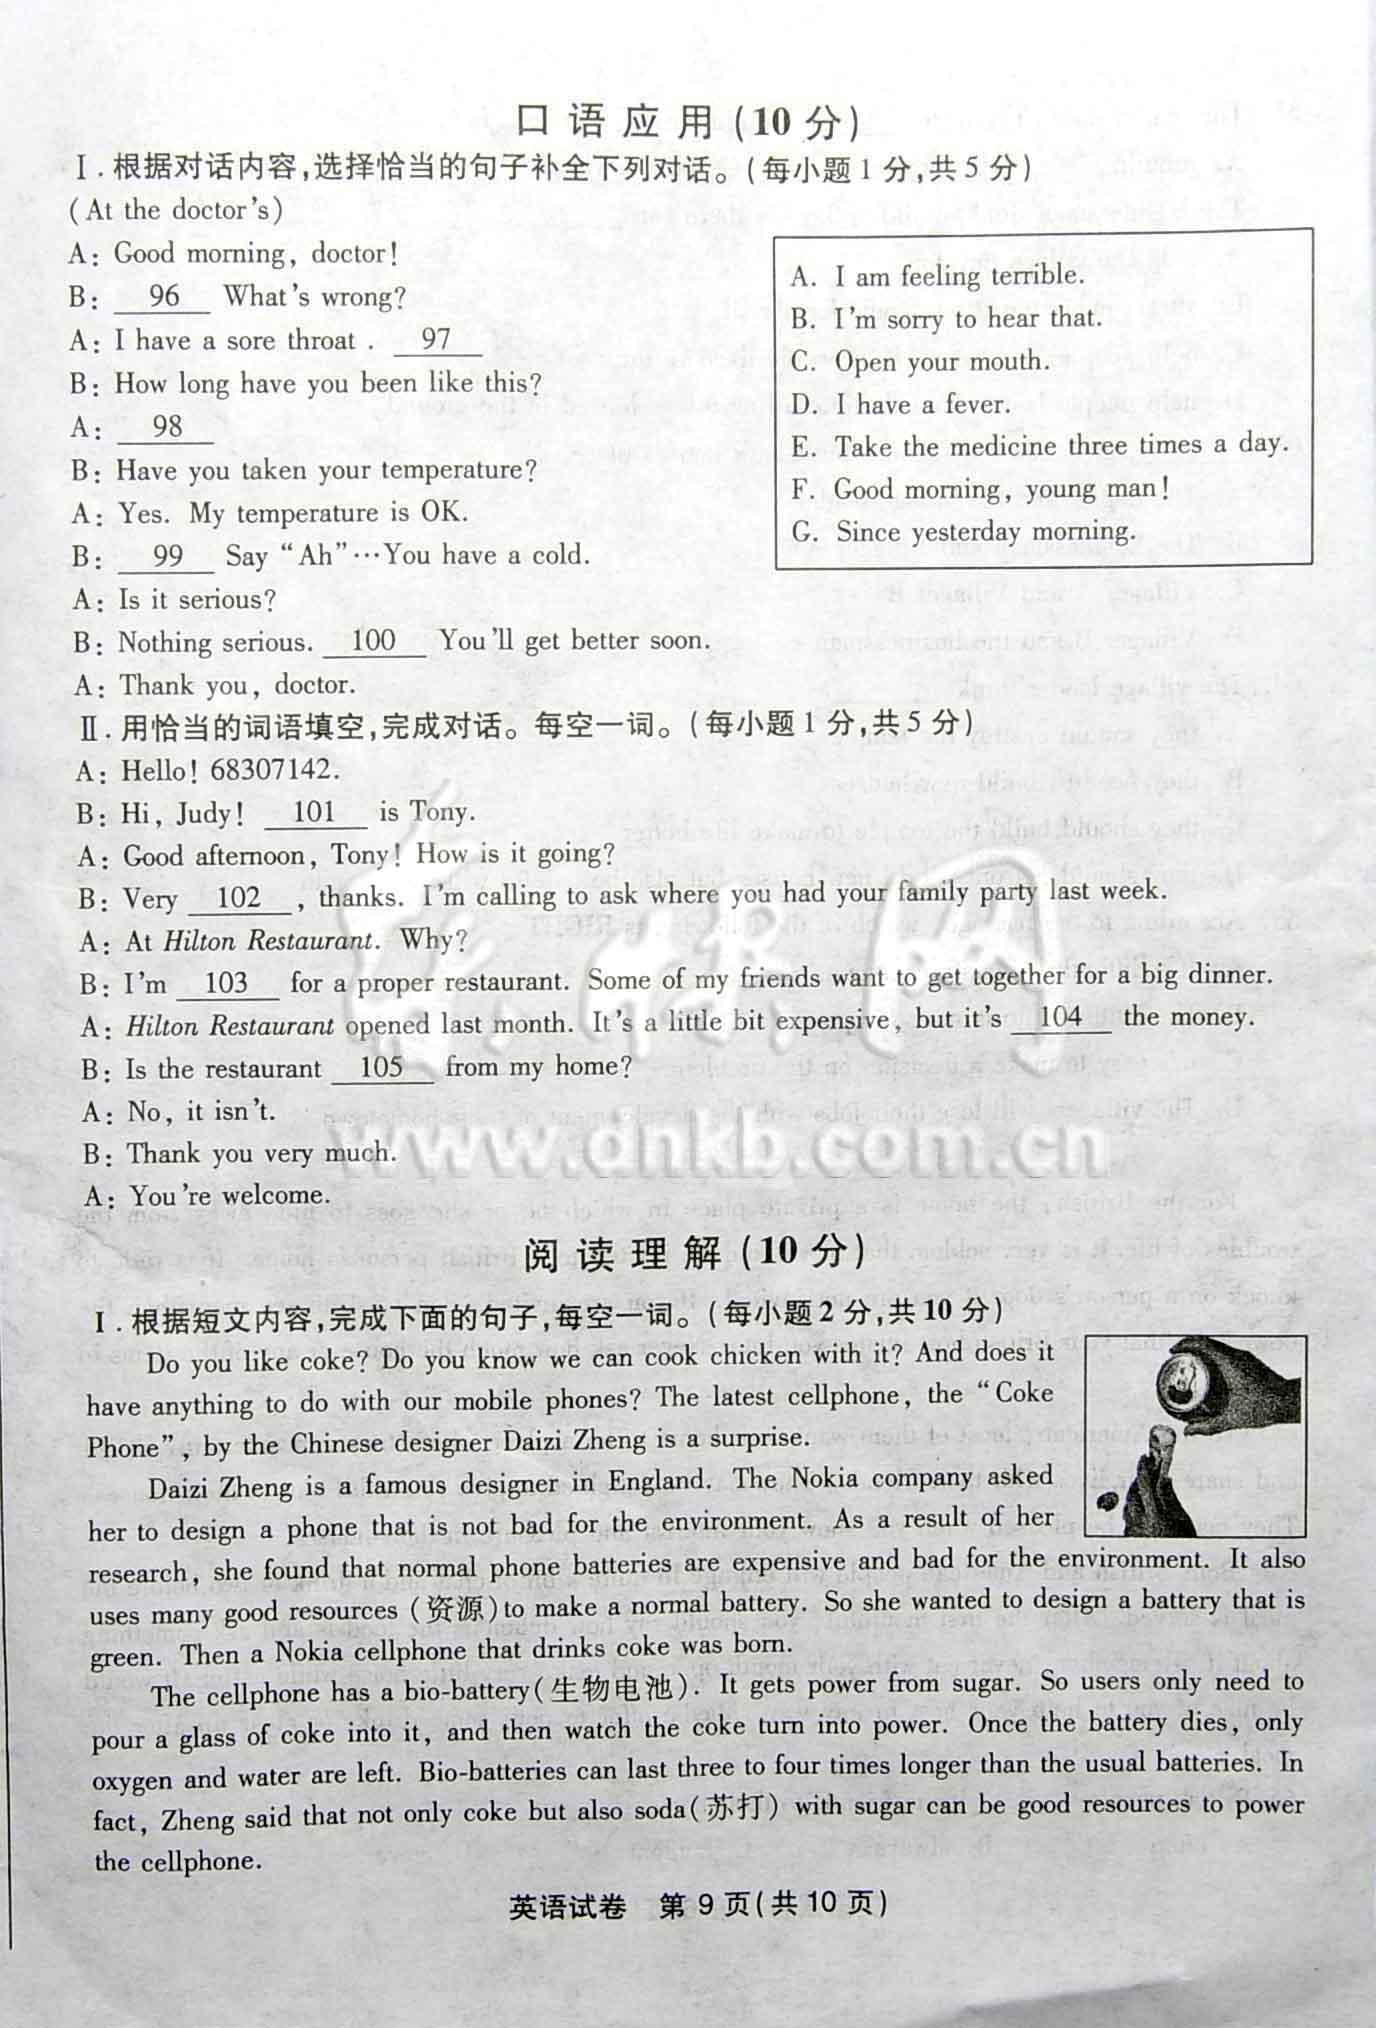 口语应用(10分)
Ⅰ.根据对话内容,选择恰当的句子补全下列对话。(每小题1分,共5分)
(At the doctor's)
A: Good morning, doctor!
B: 96 What's wrong?
A: I have a sore throat . 97
B: How long have you been like this?
A: 98
B: Have you taken your temperature?
A: Yes. My temperature is OK.
B: 99 Say “Ah”…You have a cold.
A: Is it serious?
B: Nothing serious. 100 You'll get better soon.
A: Thank you, doctor.
A. I am feeling terrible.
B. I'm sorry to hear that.
C. Open your mouth.
D. I have a fever.
E. Take the medicine three times a day.
F. Good morning, young man!
G. Since yesterday morning.
Ⅱ.用恰当的词语填空,完成对话。每空一词。(每小题1分,共5分)
A: Hello! 68307142.
B: Hi, Judy! 101 is Tony.
A: Good afternoon, Tony! How is it going?
B: Very 102 , thanks. I'm calling to ask where you had your family party last week.
A: At Hilton Restaurant. Why?
B: I'm 103 for a proper restaurant. Some of my friends want to get together for a big dinner.
A: Hilton Restaurant opened last month. It's a little bit expensive, but it's 104 the money.
B: Is the restaurant 105 from my home?
A: No, it isn't.
B: Thank you very much.
A: You're welcome.
www.dnkb.com.cn
阅读理解(10分)
Ⅰ.根据短文内容,完成下面的句子,每空一词。(每小题2分,共10分)
Do you like coke? Do you know we can cook chicken with it? And does it
have anything to do with our mobile phones? The latest cellphone, the “Coke
Phone”, by the Chinese designer Daizi Zheng is a surprise.
Daizi Zheng is a famous designer in England. The Nokia company asked
her to design a phone that is not bad for the environment. As a result of her
research, she found that normal phone batteries are expensive and bad for the environment. It also
uses many good resources (资源)to make a normal battery. So she wanted to design a battery that is
green. Then a Nokia cellphone that drinks coke was born.
The cellphone has a bio-battery(生物电池). It gets power from sugar. So users only need to
pour a glass of coke into it, and then watch the coke turn into power. Once the battery dies, only
oxygen and water are left. Bio-batteries can last three to four times longer than the usual batteries. In
fact, Zheng said that not only coke but also soda(苏打) with sugar can be good resources to power
the cellphone.
英语试卷 第9页(共10页)